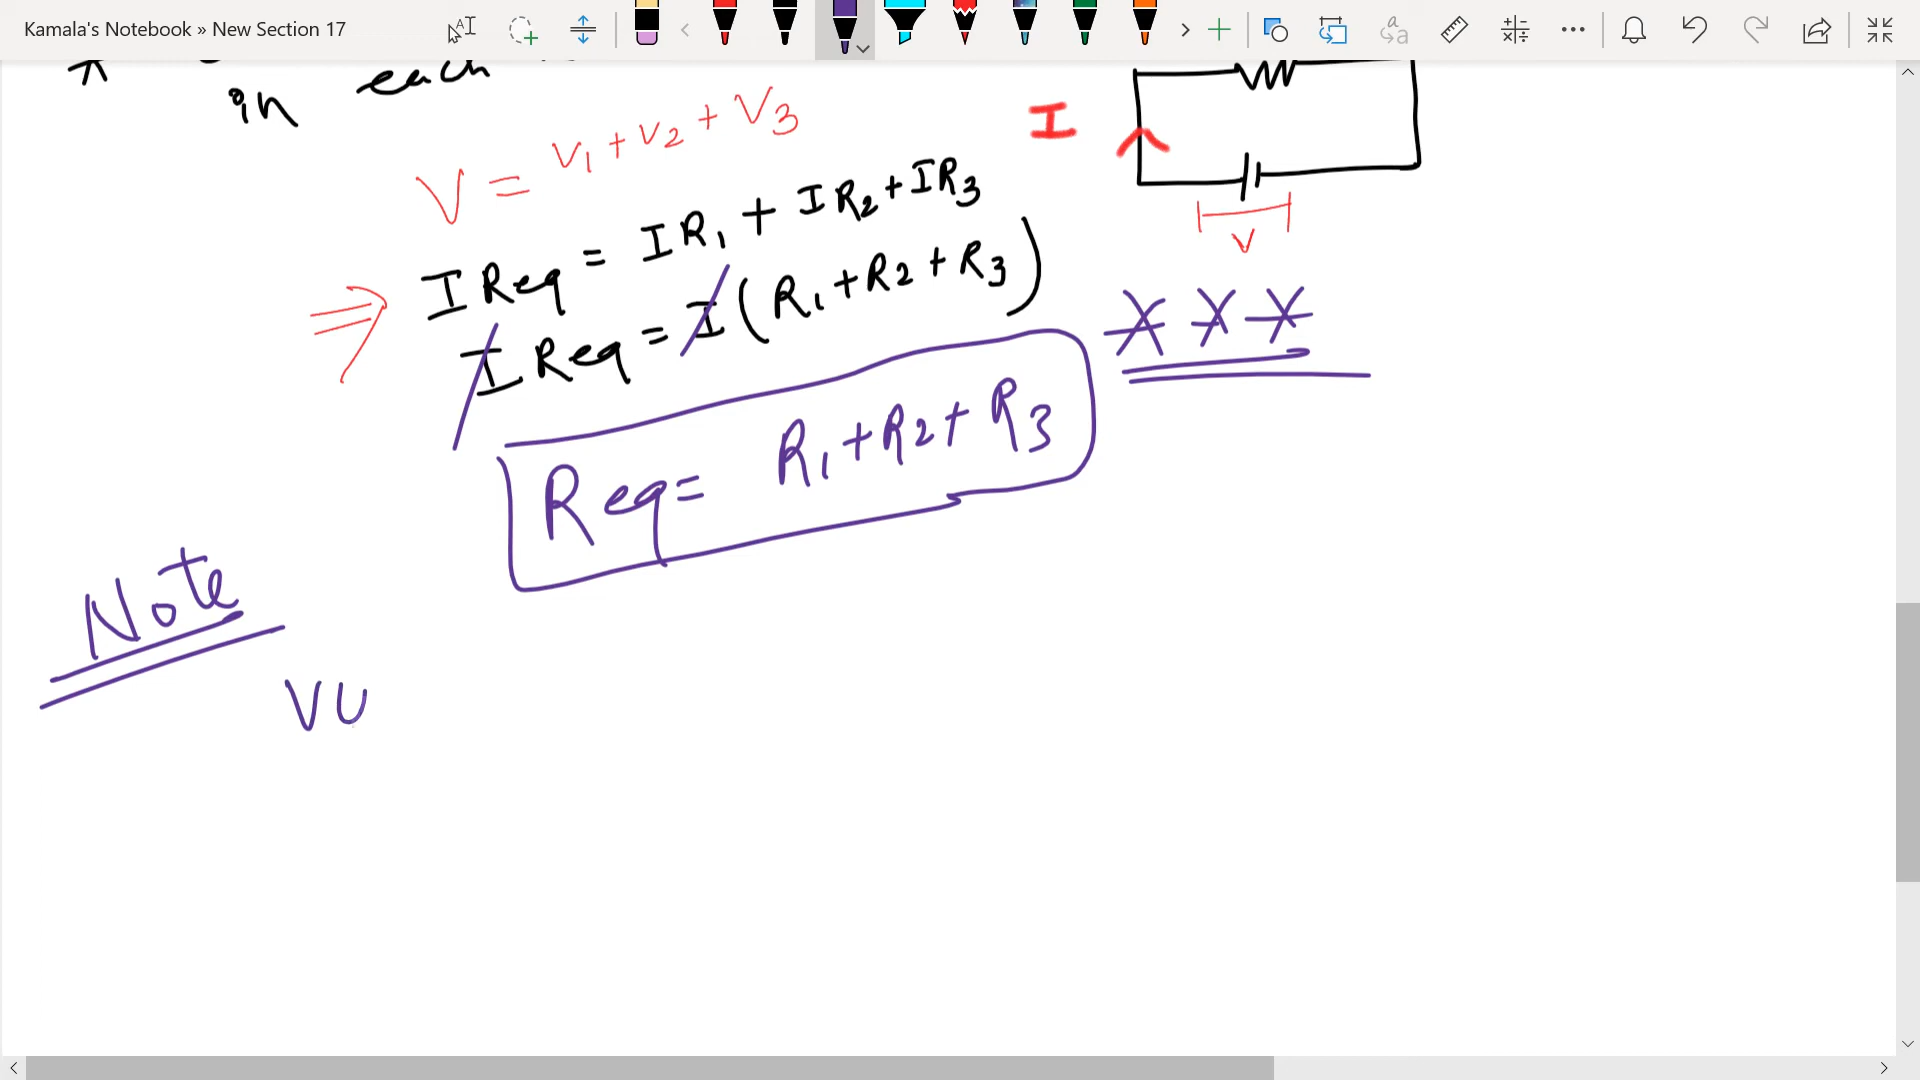 Kamala's Notebook » New Section 17
in each
V = V1 + V2 + V3
I
IReq = IR1 + IR2 + IR3
V
IReq = I (R1 + R2 + R3)
***
Req = R1 + R2 + R3
Note
VU